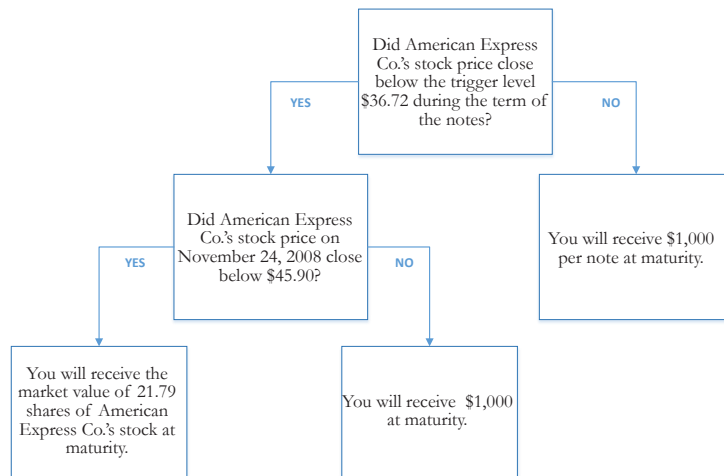 Did American Express
Co.'s stock price close
below the trigger level
$36.72 during the term of
the notes?
YES
NO
Did American Express
Co.'s stock price on
November 24, 2008 close
below $45.90?
You will receive $1,000
per note at maturity.
YES
NO
You will receive the
market value of 21.79
shares of American
Express Co.'s stock at
maturity.
You will receive $1,000
at maturity.